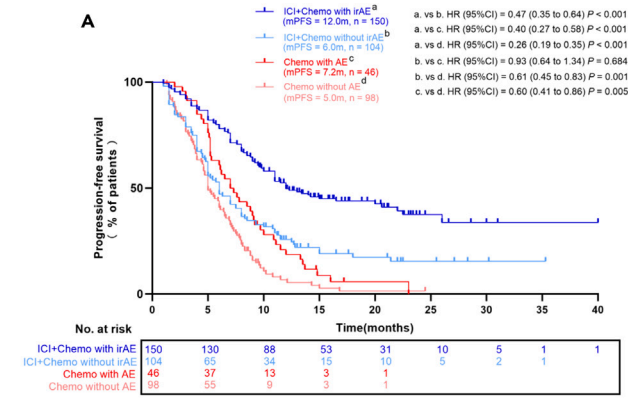 A
ICI+Chemo with irAE a
(mPFS = 12.0m, n = 150)
ICI+Chemo without irAE b
(mPFS = 6.0m, n = 104)
Chemo with AE c
(mPFS = 7.2m, n = 46)
Chemo without AE d
(mPFS = 5.0m, n = 98)
a. vs b. HR (95%CI) = 0.47 (0.35 to 0.64) P < 0.001
a. vs c. HR (95%CI) = 0.40 (0.27 to 0.58) P < 0.001
a. vs d. HR (95%CI) = 0.26 (0.19 to 0.35) P < 0.001
b. vs c. HR (95%CI) = 0.93 (0.64 to 1.34) P = 0.684
b. vs d. HR (95%CI) = 0.61 (0.45 to 0.83) P = 0.001
c. vs d. HR (95%CI) = 0.60 (0.41 to 0.86) P = 0.005
Progression-free survival
( % of patients )
100
50
0
0 5 10 15 20 25 30 35 40
Time(months)
No. at risk
ICI+Chemo with irAE 150 130 88 53 31 10 5 1 1
ICI+Chemo without irAE 104 65 34 15 10 5 2 1
Chemo with AE 46 37 13 3 1
Chemo without AE 98 55 9 3 1